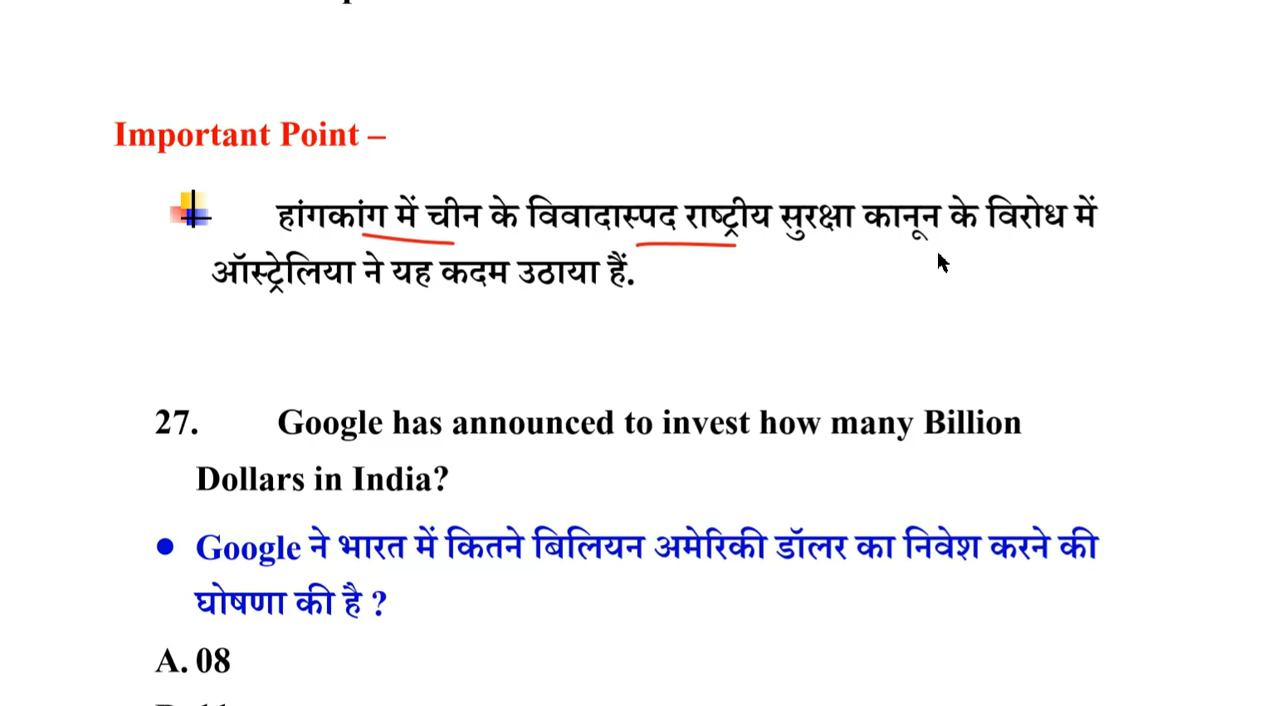 Important Point –
हांगकांग में चीन के विवादास्पद राष्ट्रीय सुरक्षा कानून के विरोध में
ऑस्ट्रेलिया ने यह कदम उठाया हैं.
27. Google has announced to invest how many Billion
Dollars in India?
• Google ने भारत में कितने बिलियन अमेरिकी डॉलर का निवेश करने की
घोषणा की है ?
A. 08